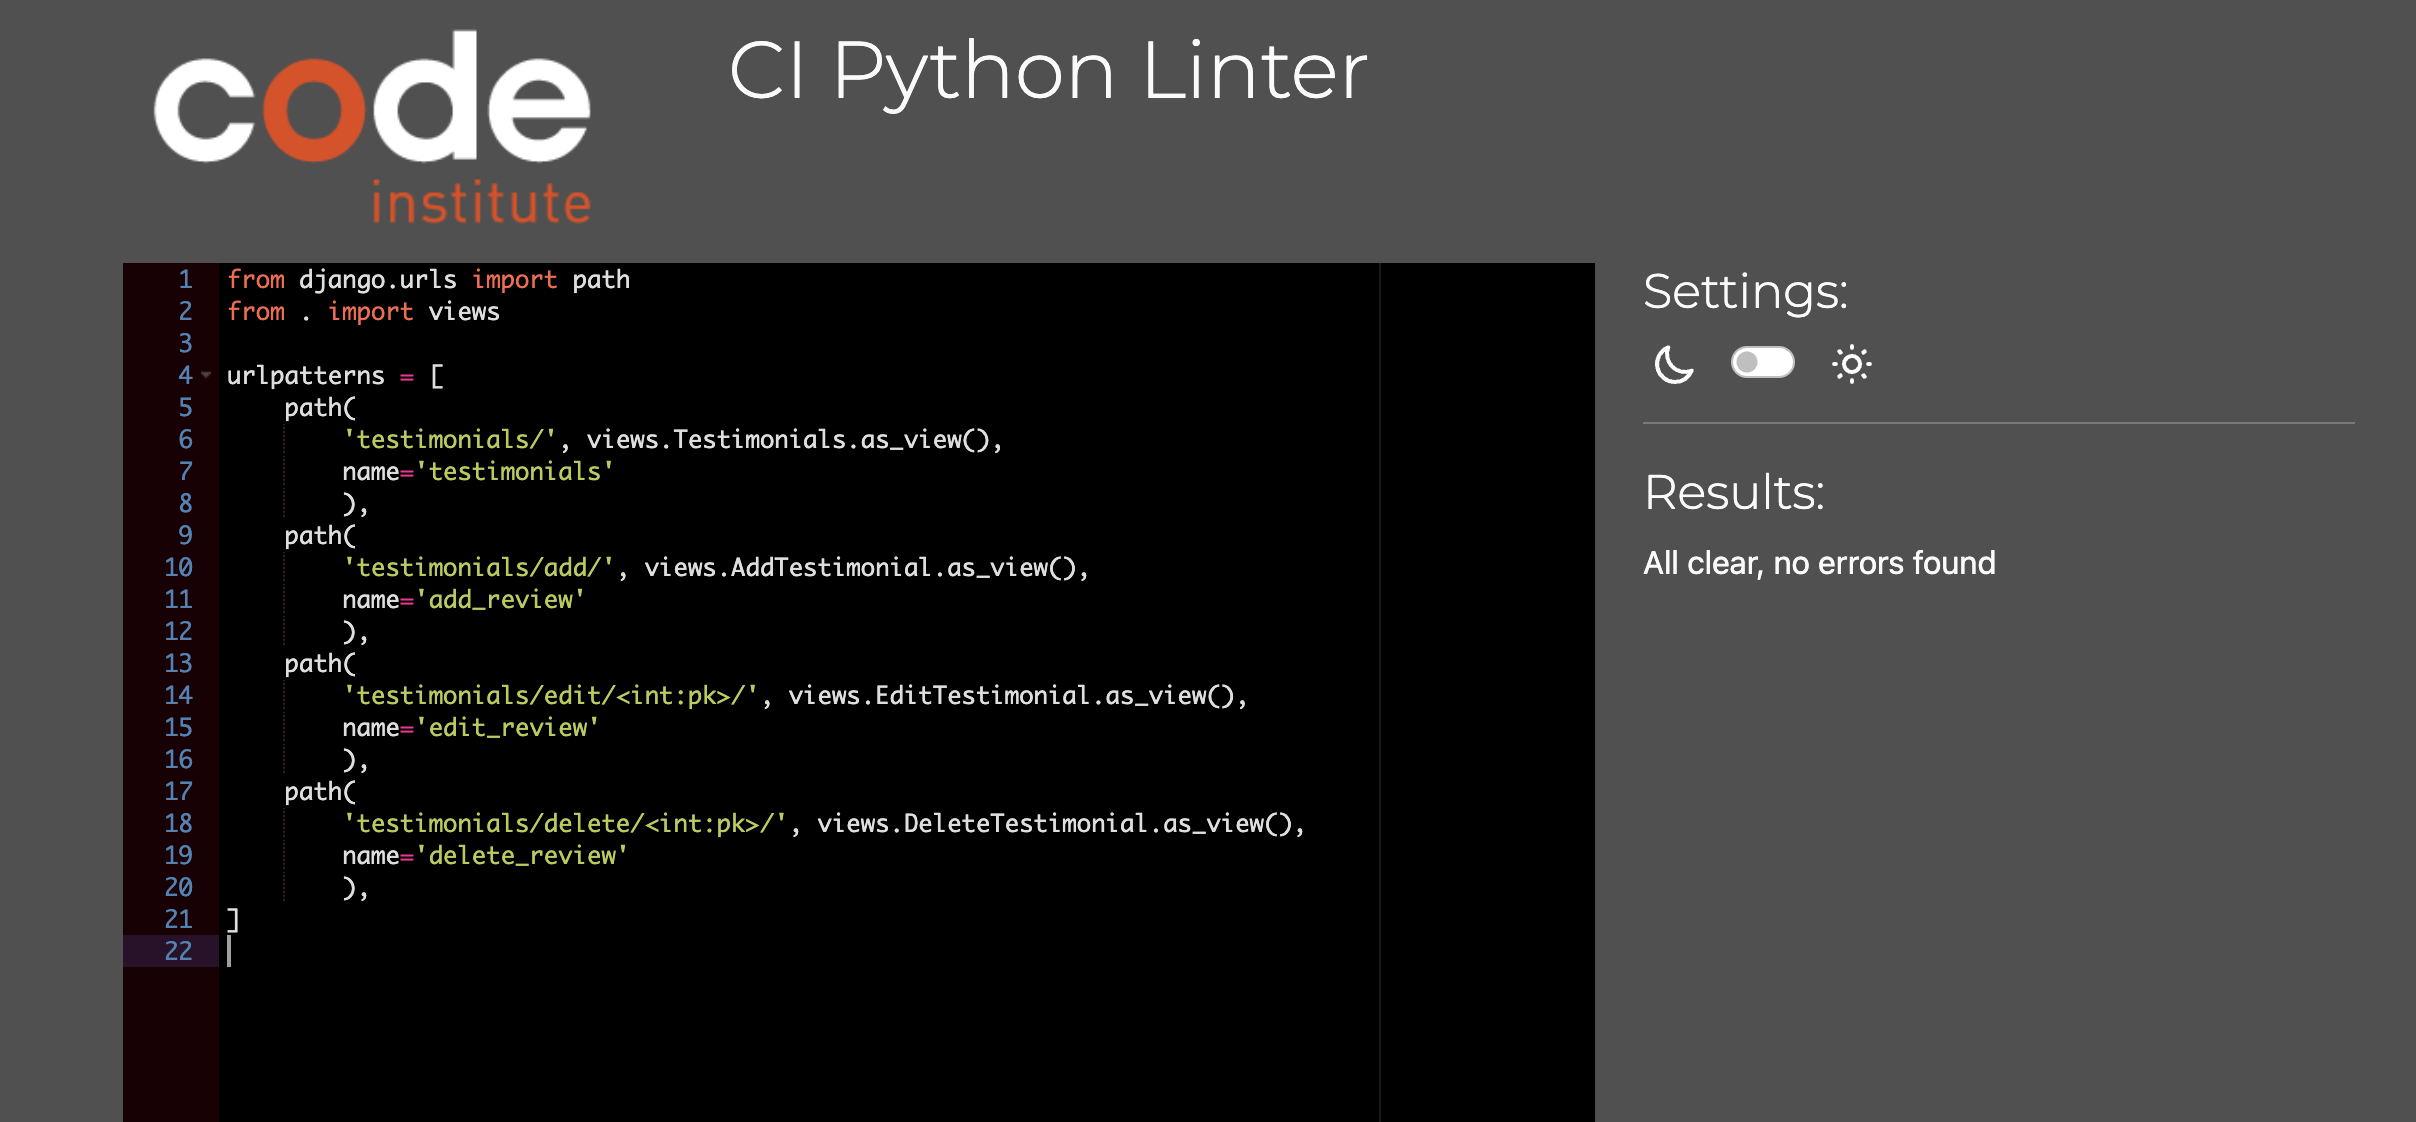 code
institute
CI Python Linter
1 from django.urls import path
2 from . import views
3
4 urlpatterns = [
5     path(
6         'testimonials/', views.Testimonials.as_view(),
7         name='testimonials'
8         ),
9     path(
10         'testimonials/add/', views.AddTestimonial.as_view(),
11         name='add_review'
12         ),
13     path(
14         'testimonials/edit/<int:pk>/', views.EditTestimonial.as_view(),
15         name='edit_review'
16         ),
17     path(
18         'testimonials/delete/<int:pk>/', views.DeleteTestimonial.as_view(),
19         name='delete_review'
20         ),
21 ]
22
Settings:
Results:
All clear, no errors found